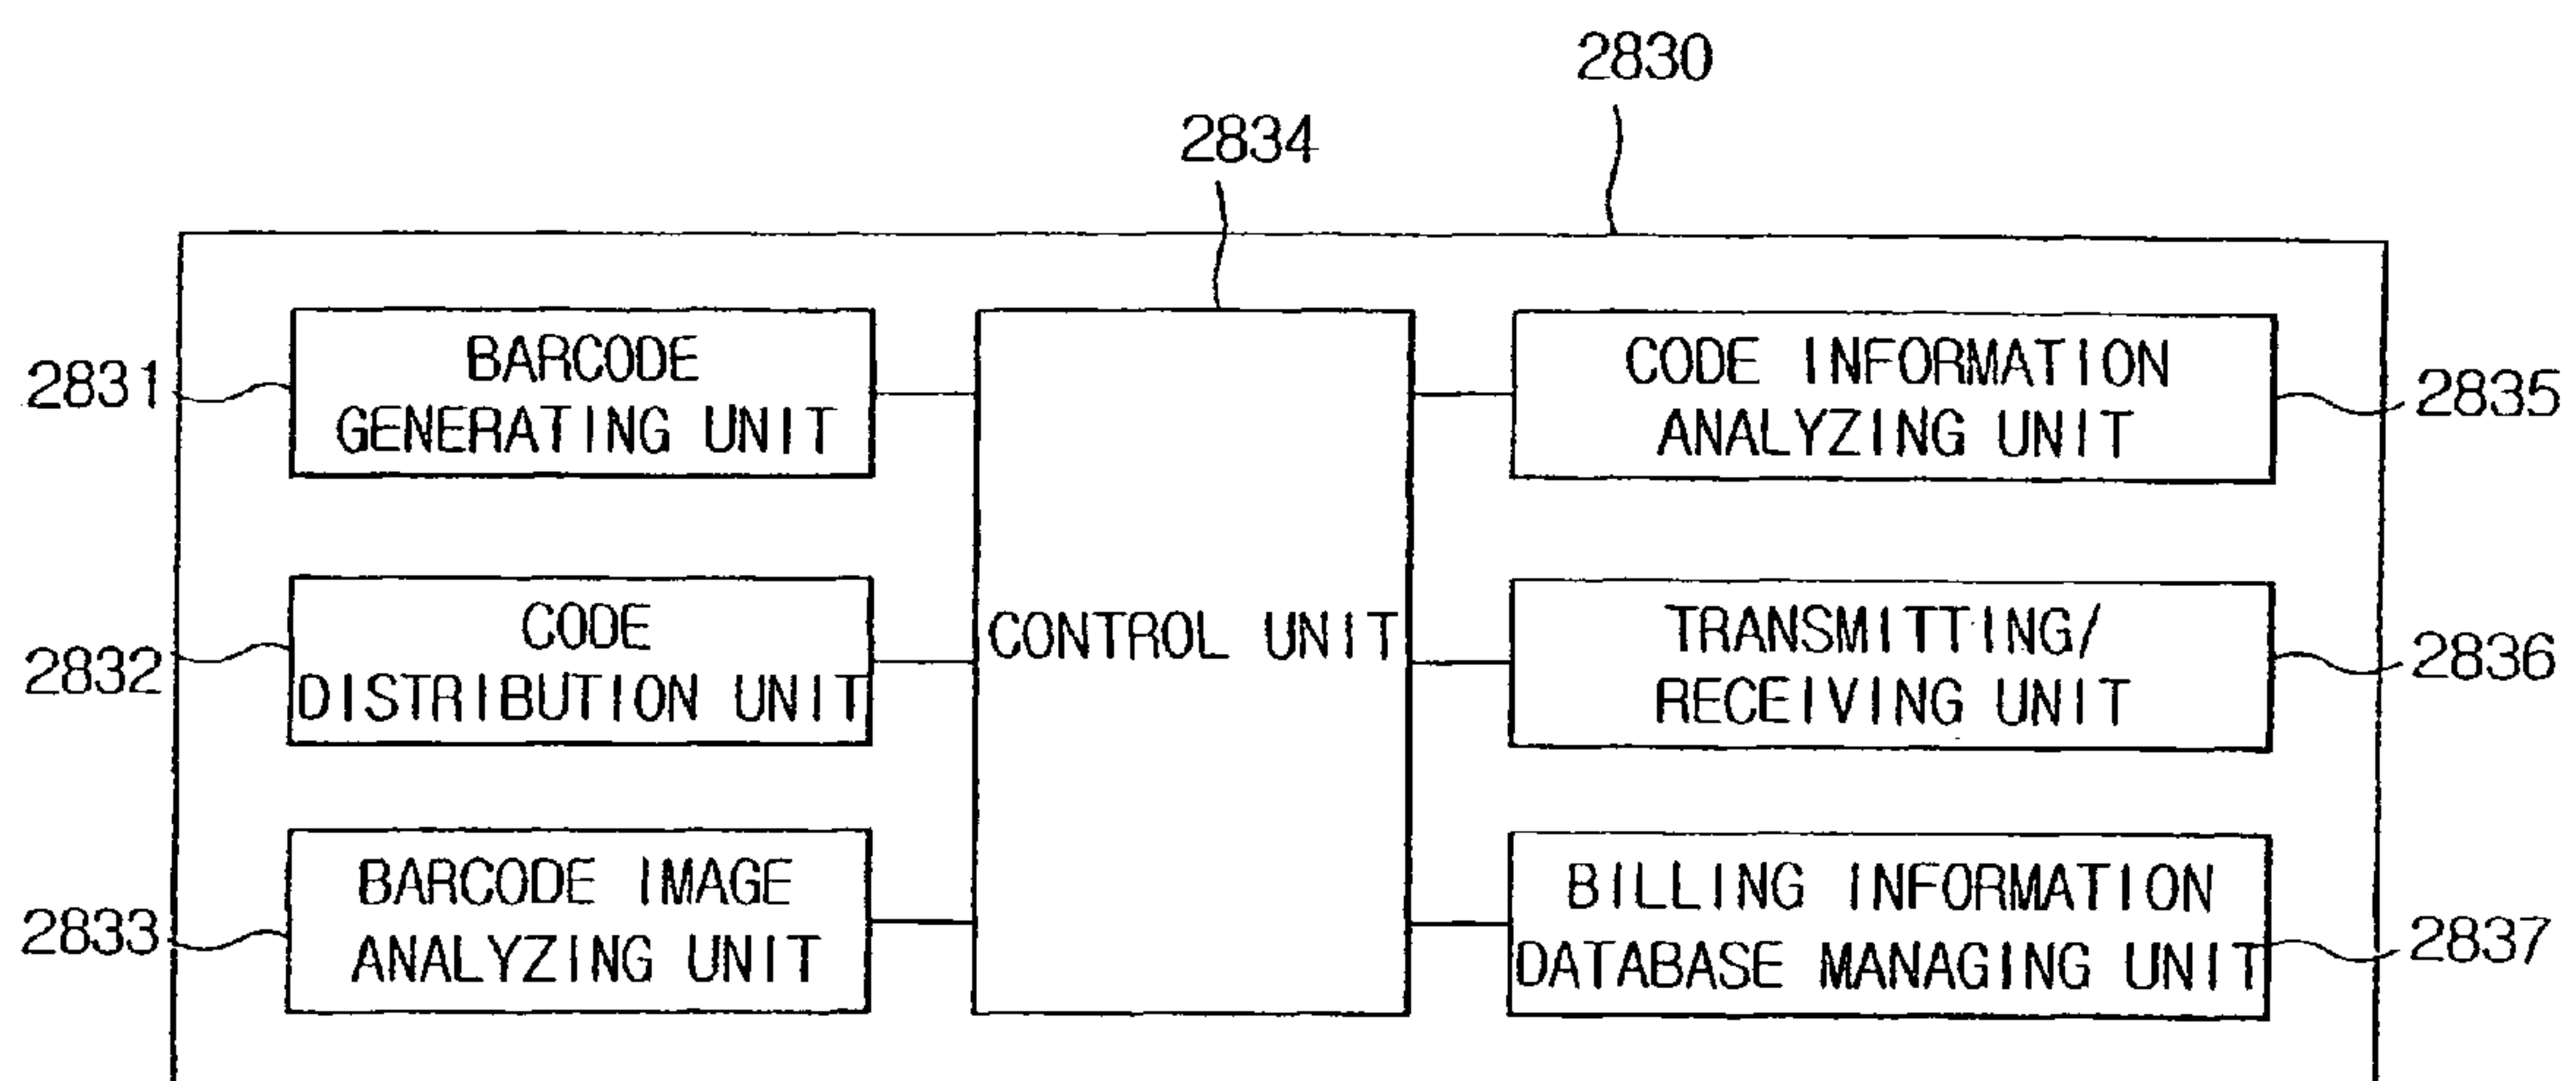 2830
2834
2831
BARCODE
GENERATING UNIT
2832
CODE
DISTRIBUTION UNIT
2833
BARCODE IMAGE
ANALYZING UNIT
CONTROL UNIT
CODE INFORMATION
ANALYZING UNIT
2835
TRANSMITTING/
RECEIVING UNIT
2836
BILLING INFORMATION
DATABASE MANAGING UNIT
2837